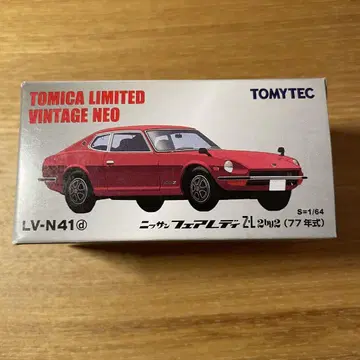 TOMICA LIMITED
VINTAGE NEO
TOMYTEC
S=1/64
LV-N41ⓓ
ニッサン フェアレディ Z-L 2by2 (77年式)